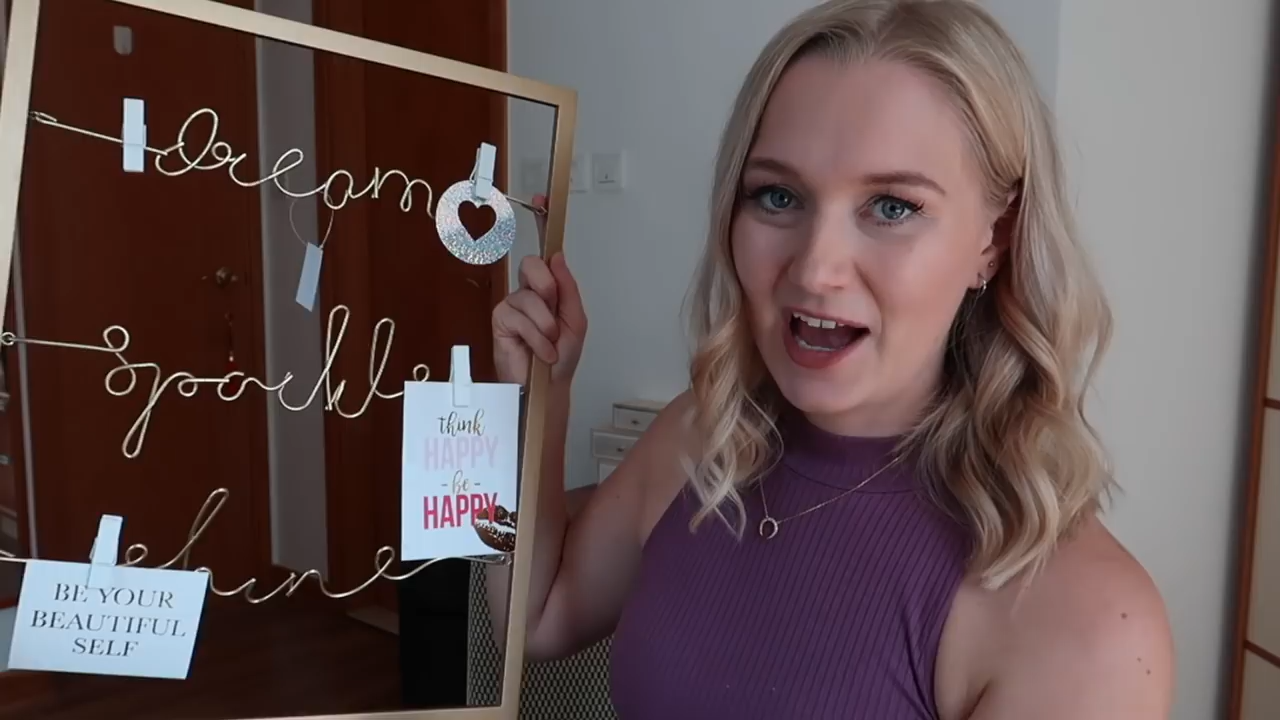 dream
sparkle
think
HAPPY
- be -
HAPPY
shine
BE YOUR
BEAUTIFUL
SELF